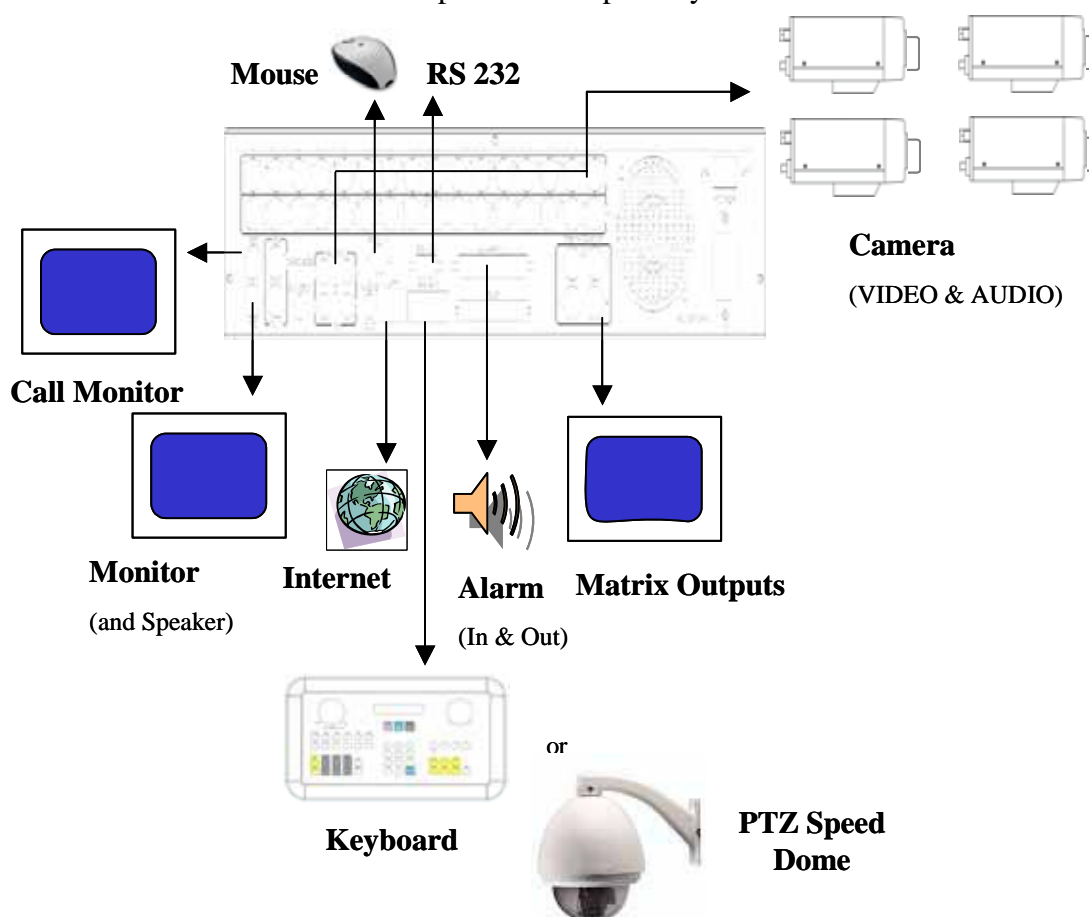 Mouse
RS 232
Camera
(VIDEO & AUDIO)
Call Monitor
Monitor
(and Speaker)
Internet
Alarm
(In & Out)
Matrix Outputs
or
Keyboard
PTZ Speed
Dome